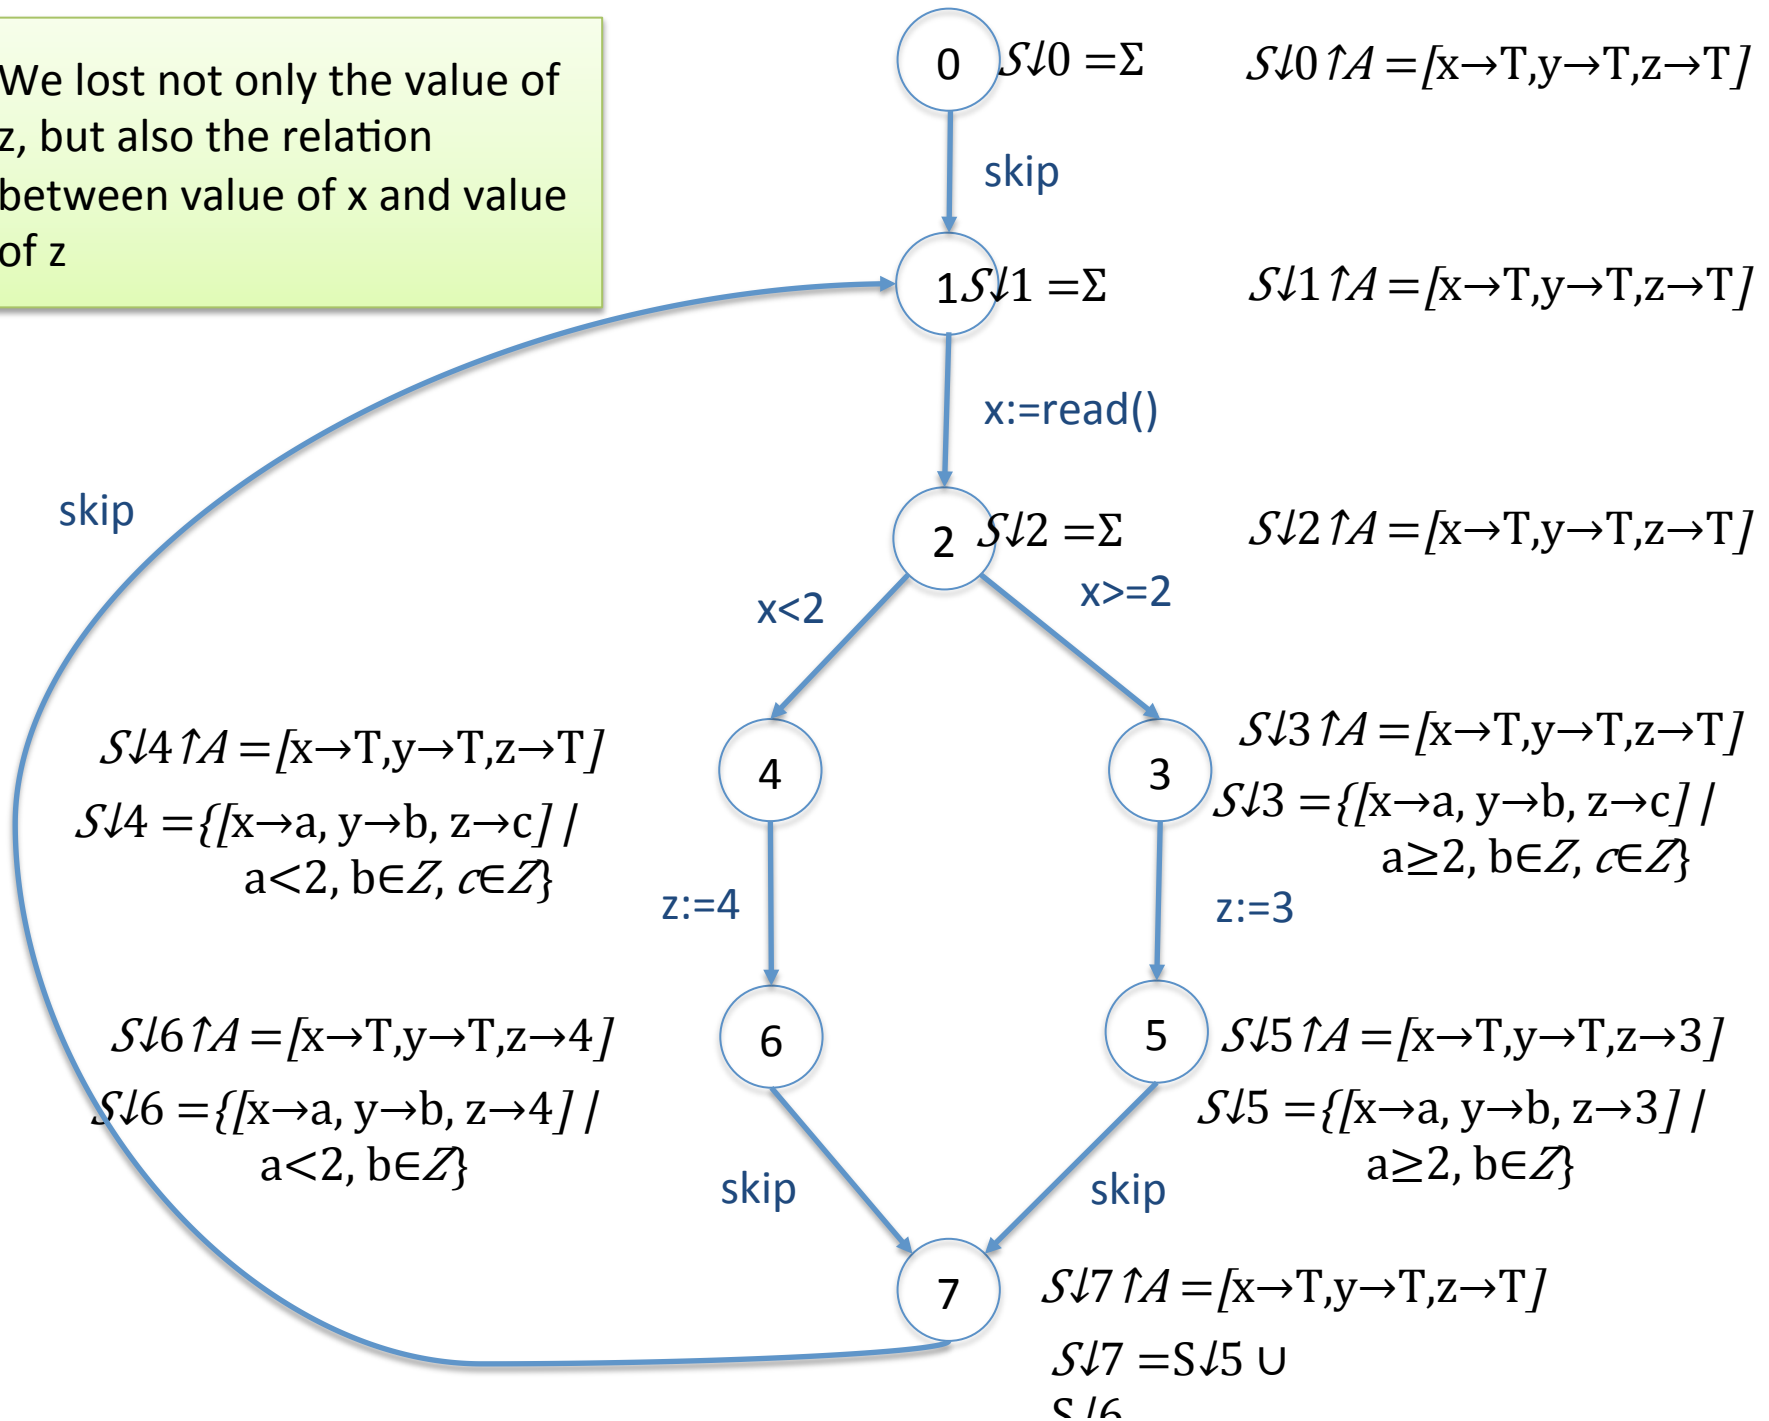 We lost not only the value of
z, but also the relation
between value of x and value
of z
0
S↓0 =Σ
S↓0↑A =[x→T,y→T,z→T]
skip
1
S↓1 =Σ
S↓1↑A =[x→T,y→T,z→T]
x:=read()
skip
2
S↓2 =Σ
S↓2↑A =[x→T,y→T,z→T]
x<2
x>=2
S↓4↑A =[x→T,y→T,z→T]
S↓4 ={[x→a, y→b, z→c] |
a<2, b∈Z, c∈Z}
4
3
S↓3↑A =[x→T,y→T,z→T]
S↓3 ={[x→a, y→b, z→c] |
a≥2, b∈Z, c∈Z}
z:=4
z:=3
S↓6↑A =[x→T,y→T,z→4]
S↓6 ={[x→a, y→b, z→4] |
a<2, b∈Z}
6
5
S↓5↑A =[x→T,y→T,z→3]
S↓5 ={[x→a, y→b, z→3] |
a≥2, b∈Z}
skip
skip
7
S↓7↑A =[x→T,y→T,z→T]
S↓7 =S↓5 ∪
S↓6